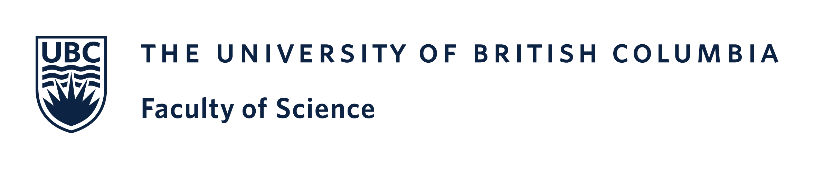 UBC
THE UNIVERSITY OF BRITISH COLUMBIA
Faculty of Science